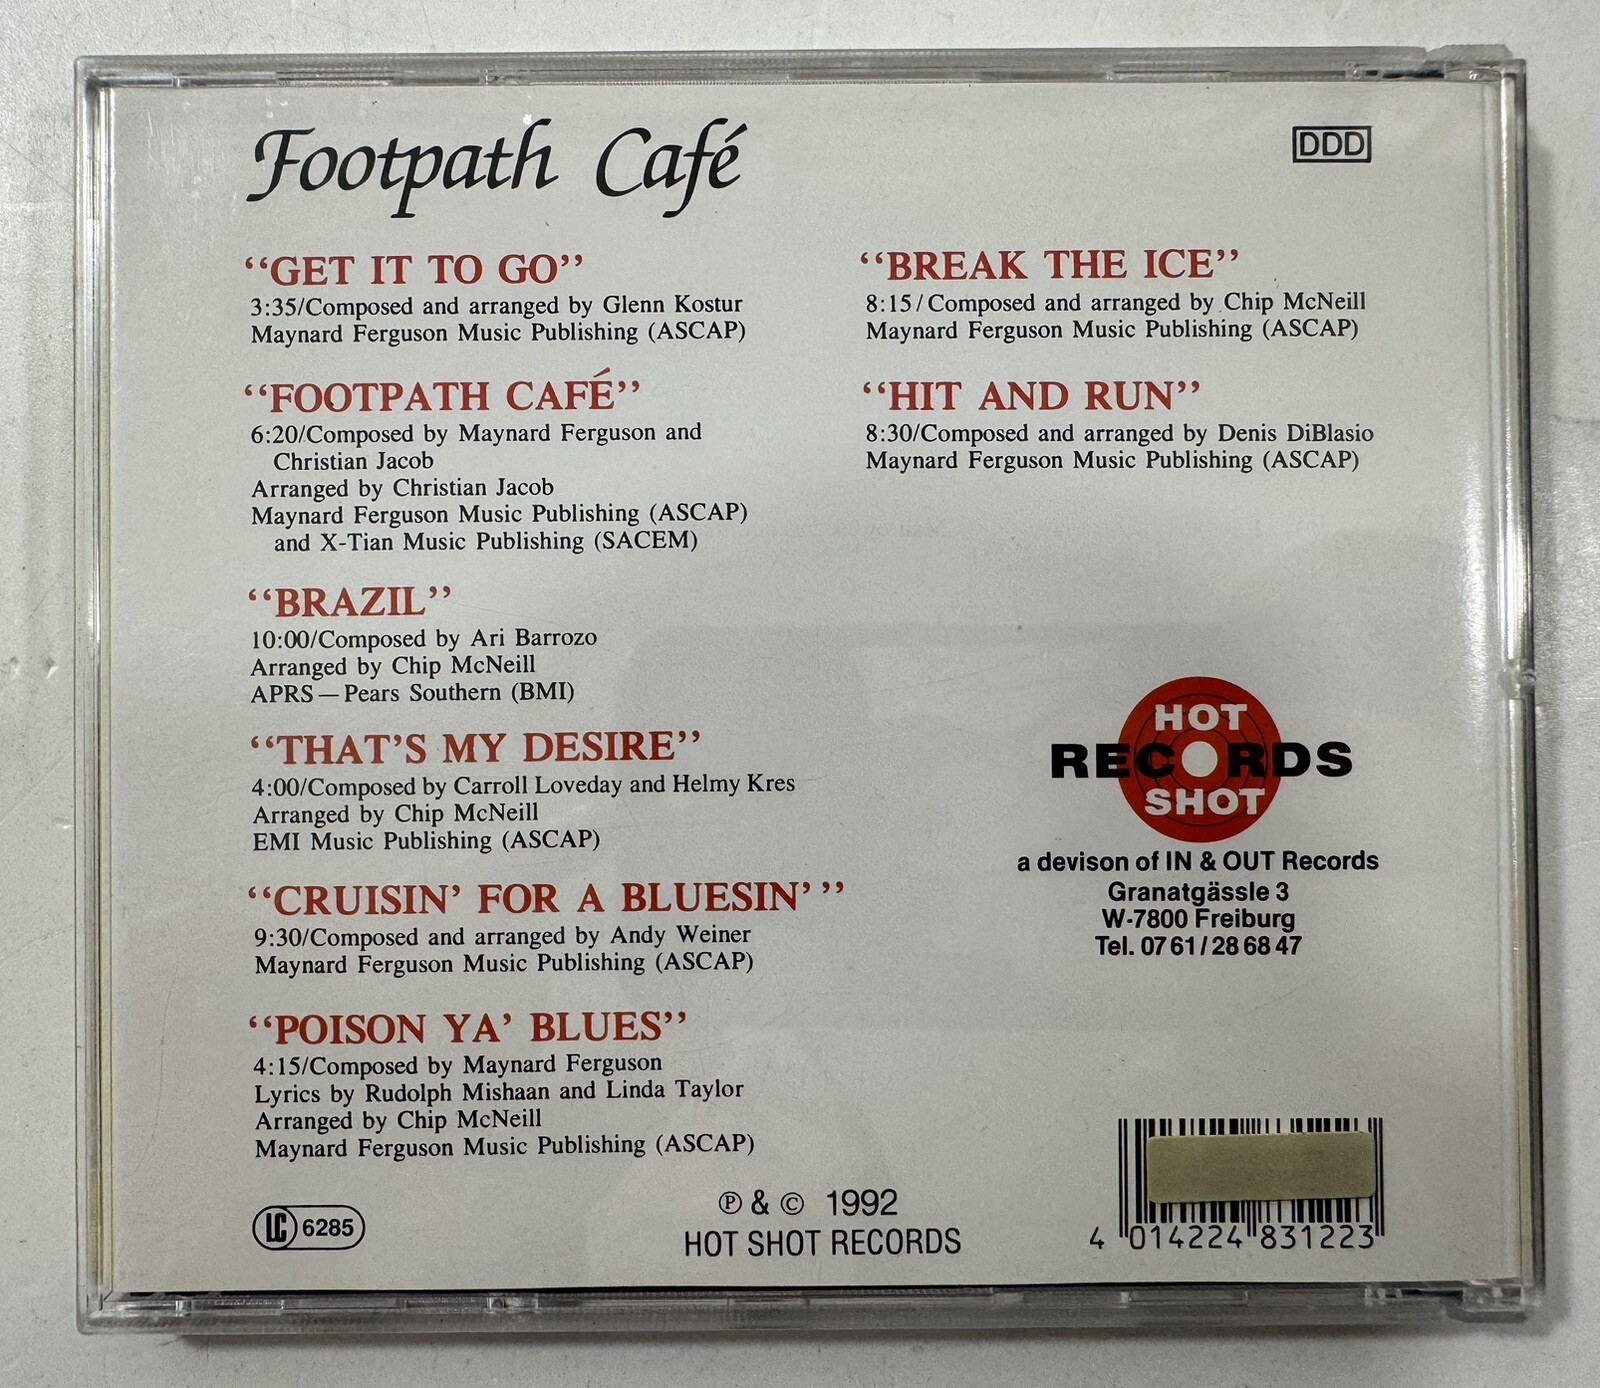 Footpath Café
DDD
“GET IT TO GO”
3:35/Composed and arranged by Glenn Kostur
Maynard Ferguson Music Publishing (ASCAP)
“FOOTPATH CAFÉ”
6:20/Composed by Maynard Ferguson and
Christian Jacob
Arranged by Christian Jacob
Maynard Ferguson Music Publishing (ASCAP)
and X-Tian Music Publishing (SACEM)
“BRAZIL”
10:00/Composed by Ari Barrozo
Arranged by Chip McNeill
APRS — Pears Southern (BMI)
“THAT’S MY DESIRE”
4:00/Composed by Carroll Loveday and Helmy Kres
Arranged by Chip McNeill
EMI Music Publishing (ASCAP)
“CRUISIN’ FOR A BLUESIN’”
9:30/Composed and arranged by Andy Weiner
Maynard Ferguson Music Publishing (ASCAP)
“POISON YA’ BLUES”
4:15/Composed by Maynard Ferguson
Lyrics by Rudolph Mishaan and Linda Taylor
Arranged by Chip McNeill
Maynard Ferguson Music Publishing (ASCAP)
“BREAK THE ICE”
8:15/Composed and arranged by Chip McNeill
Maynard Ferguson Music Publishing (ASCAP)
“HIT AND RUN”
8:30/Composed and arranged by Denis DiBlasio
Maynard Ferguson Music Publishing (ASCAP)
HOT
RECORDS
SHOT
a devison of IN & OUT Records
Granatgässle 3
W-7800 Freiburg
Tel. 07 61 / 28 68 47
LC 6285
℗ & © 1992
HOT SHOT RECORDS
4 014224 831223